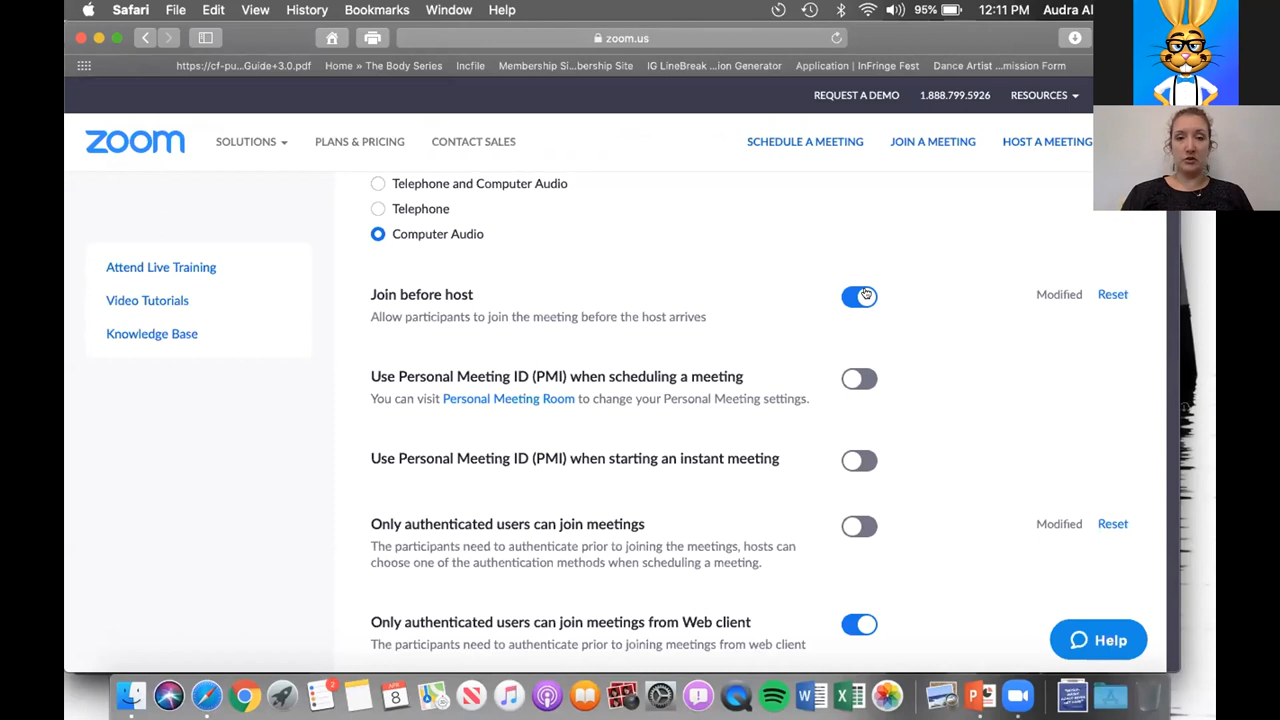 Safari File Edit View History Bookmarks Window Help 95% 12:11 PM Audra Al
zoom.us
https://cf-pu...Guide+3.0.pdf Home » The Body Series Membership Si...bership Site IG LineBreak ...ion Generator Application | InFringe Fest Dance Artist ...mission Form
REQUEST A DEMO 1.888.799.5926 RESOURCES
zoom SOLUTIONS PLANS & PRICING CONTACT SALES SCHEDULE A MEETING JOIN A MEETING HOST A MEETING
Telephone and Computer Audio
Telephone
Computer Audio
Attend Live Training
Video Tutorials
Knowledge Base
Join before host Modified Reset
Allow participants to join the meeting before the host arrives
Use Personal Meeting ID (PMI) when scheduling a meeting
You can visit Personal Meeting Room to change your Personal Meeting settings.
Use Personal Meeting ID (PMI) when starting an instant meeting
Only authenticated users can join meetings Modified Reset
The participants need to authenticate prior to joining the meetings, hosts can
choose one of the authentication methods when scheduling a meeting.
Only authenticated users can join meetings from Web client
The participants need to authenticate prior to joining meetings from web client
Help
2
APR
8